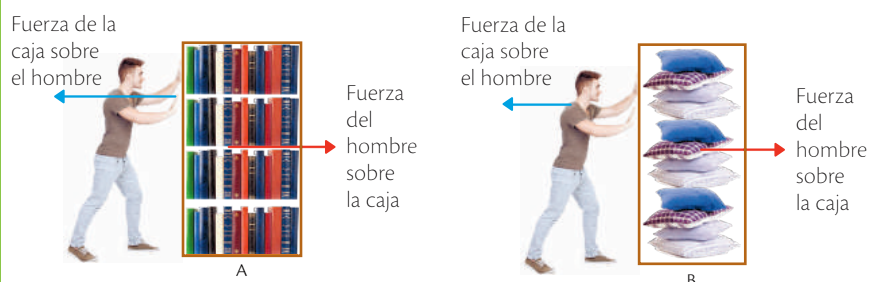 Fuerza de la
caja sobre
el hombre
Fuerza
del
hombre
sobre
la caja
A
Fuerza de la
caja sobre
el hombre
Fuerza
del
hombre
sobre
la caja
B